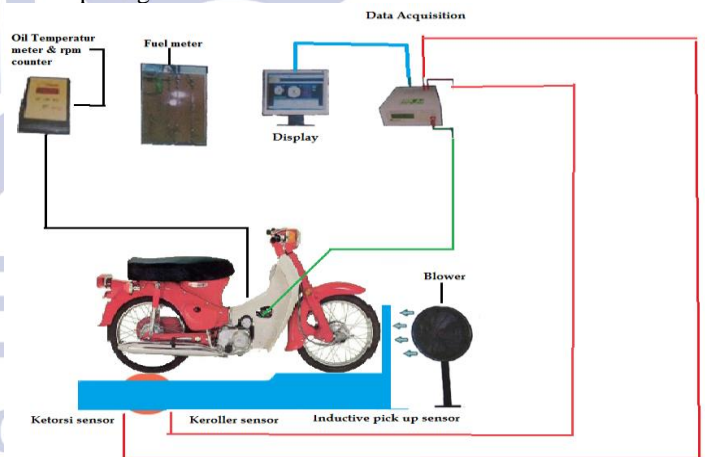 Data Acquisition
Oil Temperatur
meter & rpm
counter
Fuel meter
Display
Blower
Ketorsi sensor
Keroller sensor
Inductive pick up sensor